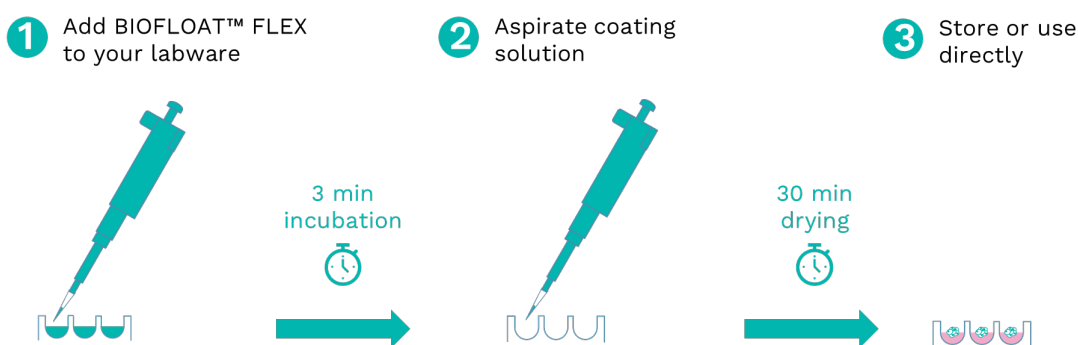 1
Add BIOFLOAT™ FLEX
to your labware
2
Aspirate coating
solution
3
Store or use
directly
3 min
incubation
30 min
drying